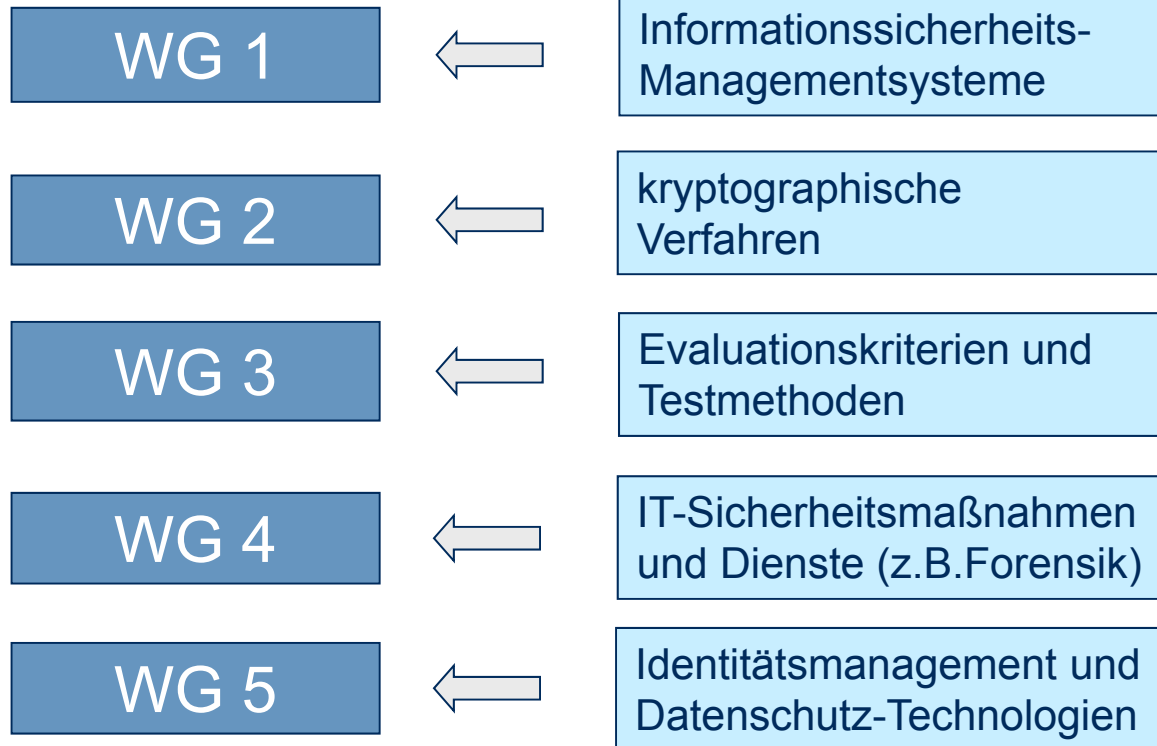 WG 1
Informationssicherheits-
Managementsysteme
WG 2
kryptographische
Verfahren
WG 3
Evaluationskriterien und
Testmethoden
WG 4
IT-Sicherheitsmaßnahmen
und Dienste (z.B.Forensik)
WG 5
Identitätsmanagement und
Datenschutz-Technologien